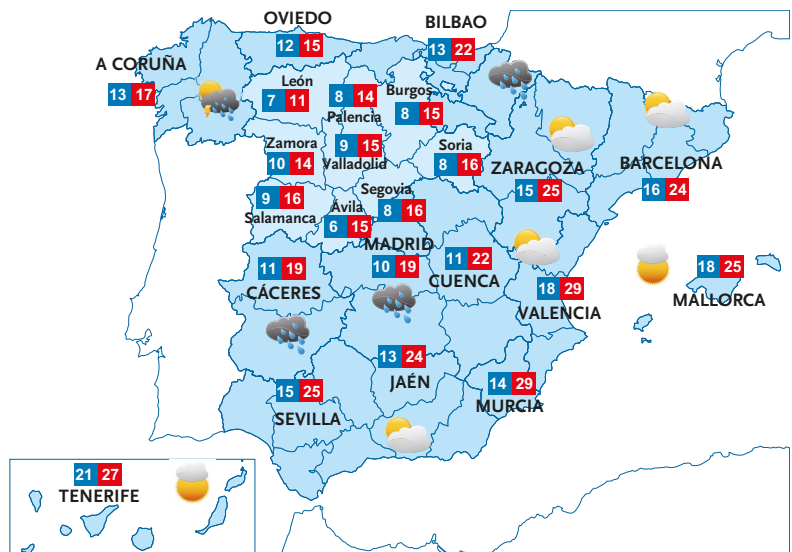 OVIEDO
12 15
BILBAO
13 22
A CORUÑA
13 17
León
7 11
8 14
Palencia
Burgos
8 15
Zamora
10 14
9 15
Valladolid
Soria
8 16
ZARAGOZA
15 25
BARCELONA
16 24
9 16
Salamanca
Ávila
6 15
Segovia
8 16
MADRID
10 19
11 19
CÁCERES
11 22
CUENCA
18 29
VALENCIA
18 25
MALLORCA
13 24
JAÉN
15 25
SEVILLA
14 29
MURCIA
21 27
TENERIFE